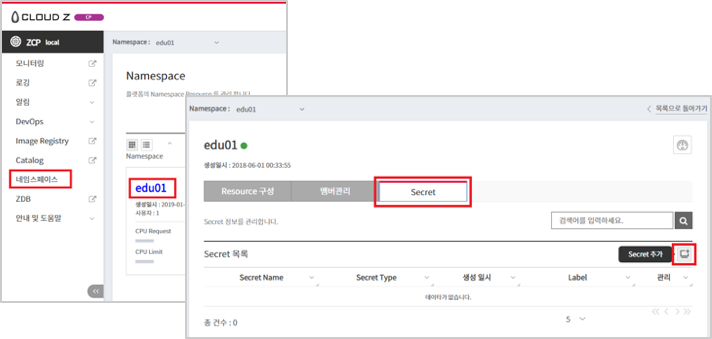 CLOUD Z CP
ZCP local
모니터링
로깅
알림
DevOps
Image Registry
Catalog
네임스페이스
ZDB
안내 및 도움말
Namespace : edu01
Namespace
플랫폼의 Namespace Resource 를 관리 합니다.
Namespace
edu01
생성일시 : 2019-01-
사용자 : 1
CPU Request
CPU Limit
Namespace : edu01
목록으로 돌아가기
edu01
생성일시 : 2018-06-01 00:33:55
Resource 구성
멤버관리
Secret
Secret 정보를 관리합니다.
검색어를 입력하세요.
Secret 목록
Secret 추가
Secret Name
Secret Type
생성 일시
Label
관리
데이타가 없습니다.
총 건수 : 0
5